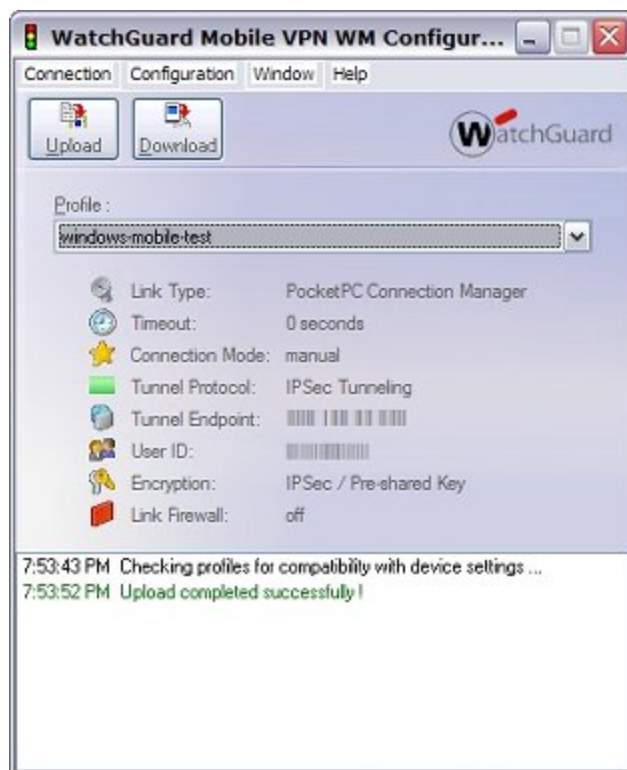 WatchGuard Mobile VPN WM Configur...
Connection Configuration Window Help
Upload Download
WatchGuard
Profile :
windows-mobile-test
Link Type: PocketPC Connection Manager
Timeout: 0 seconds
Connection Mode: manual
Tunnel Protocol: IPSec Tunneling
Tunnel Endpoint:
User ID:
Encryption: IPSec / Pre-shared Key
Link Firewall: off
7:53:43 PM Checking profiles for compatibility with device settings ...
7:53:52 PM Upload completed successfully !